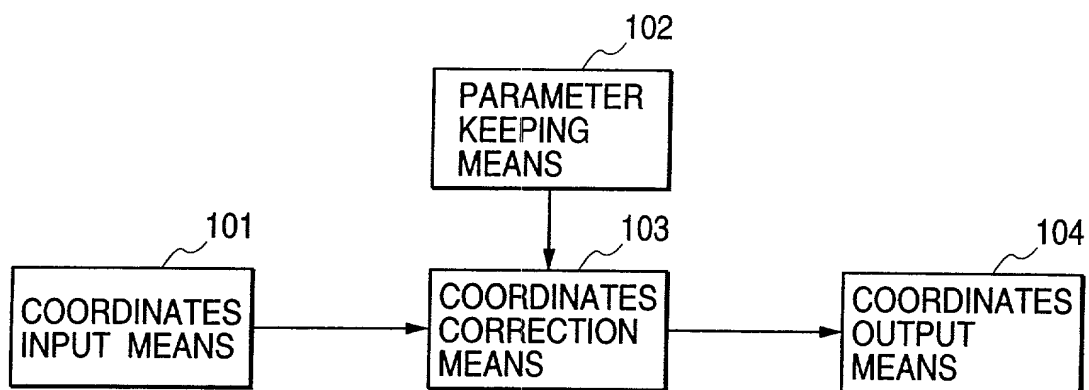 102
PARAMETER
KEEPING
MEANS
101
COORDINATES
INPUT MEANS
103
COORDINATES
CORRECTION
MEANS
104
COORDINATES
OUTPUT
MEANS